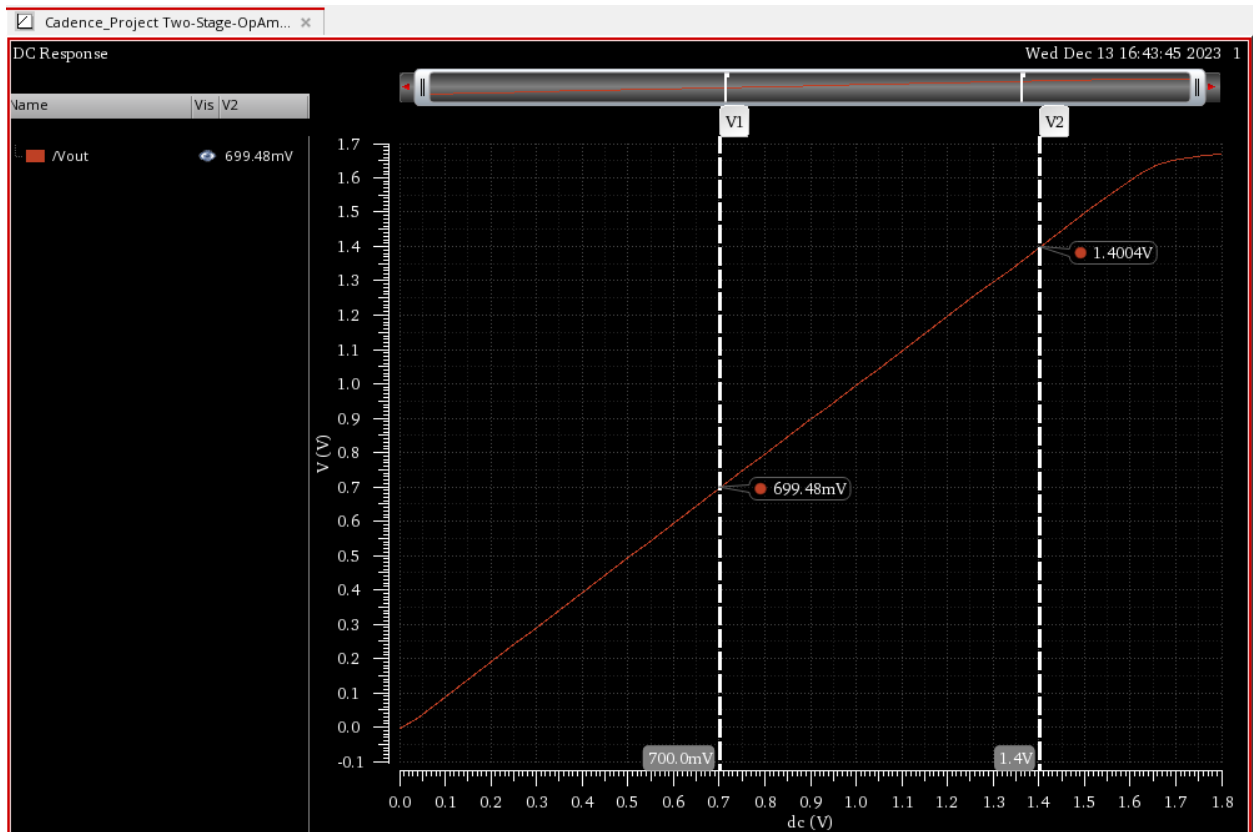 Cadence_Project Two-Stage-OpAm... ×
DC Response
Wed Dec 13 16:43:45 2023 1
Name Vis V2
/Vout 699.48mV
V1
V2
1.7
1.6
1.5
1.4
1.3
1.2
1.1
1.0
0.9
0.8
0.7
0.6
0.5
0.4
0.3
0.2
0.1
0.0
-0.1
V (V)
1.4004V
699.48mV
700.0mV
1.4V
0.0 0.1 0.2 0.3 0.4 0.5 0.6 0.7 0.8 0.9 1.0 1.1 1.2 1.3 1.4 1.5 1.6 1.7 1.8
dc (V)